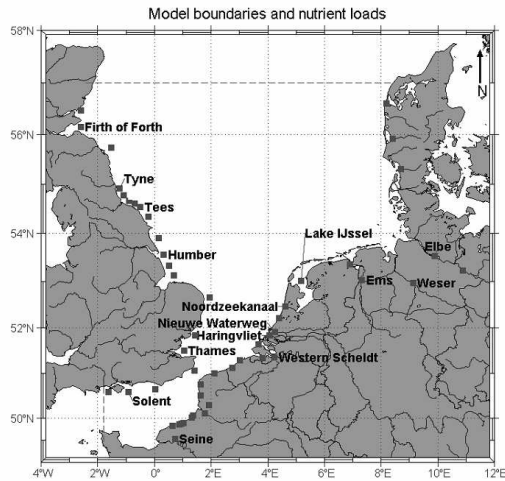 Model boundaries and nutrient loads
58°N
N
56°N
Firth of Forth
Tyne
Tees
54°N
Humber
Lake IJssel
Elbe
Ems
Weser
Noordzeekanaal
52°N
Nieuwe Waterweg
Haringvliet
Thames
Western Scheldt
Solent
50°N
Seine
4°W
2°W
0°
2°E
4°E
6°E
8°E
10°E
12°E